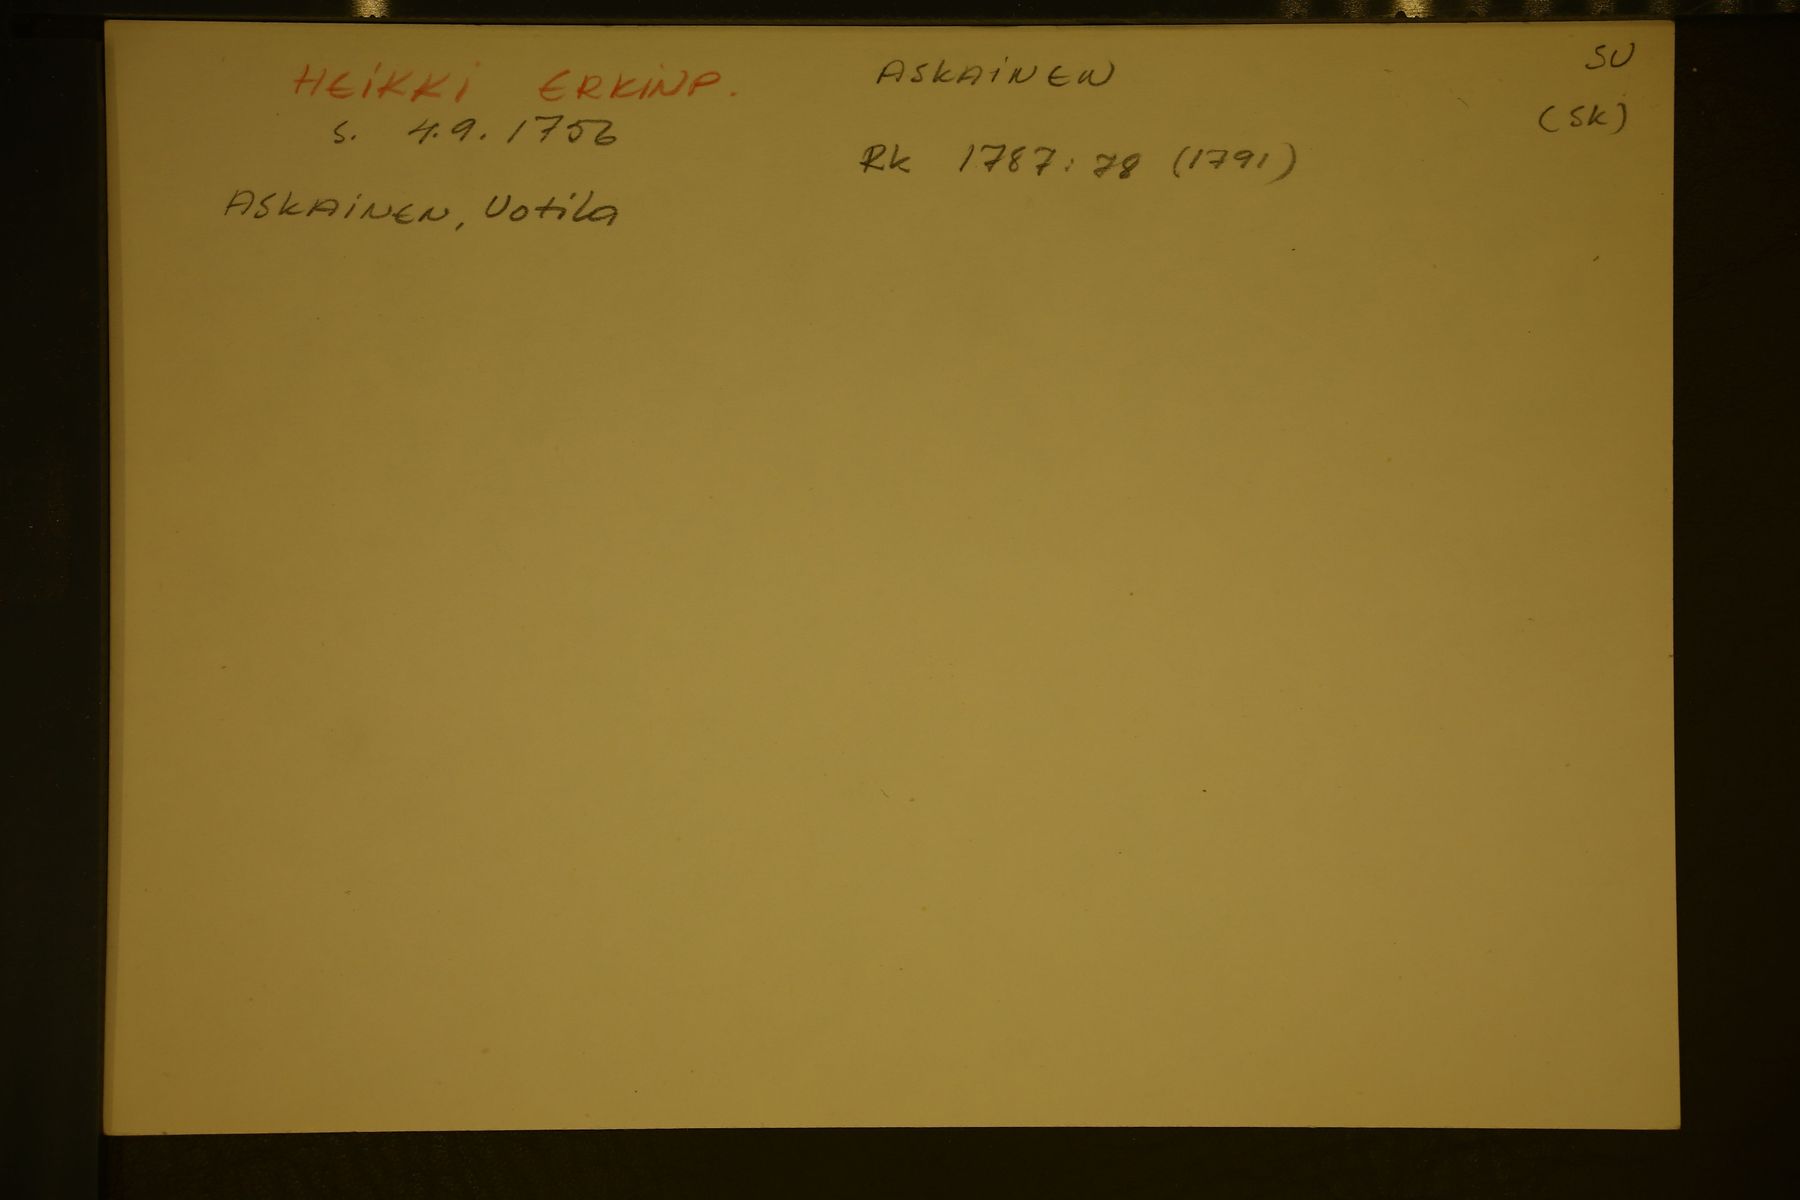 HEIKKI ERKINP.
s. 4.9.1756
ASKAINEN, Uotila
ASKAINEN
Rk 1787: 78 (1791)
SU
(SK)